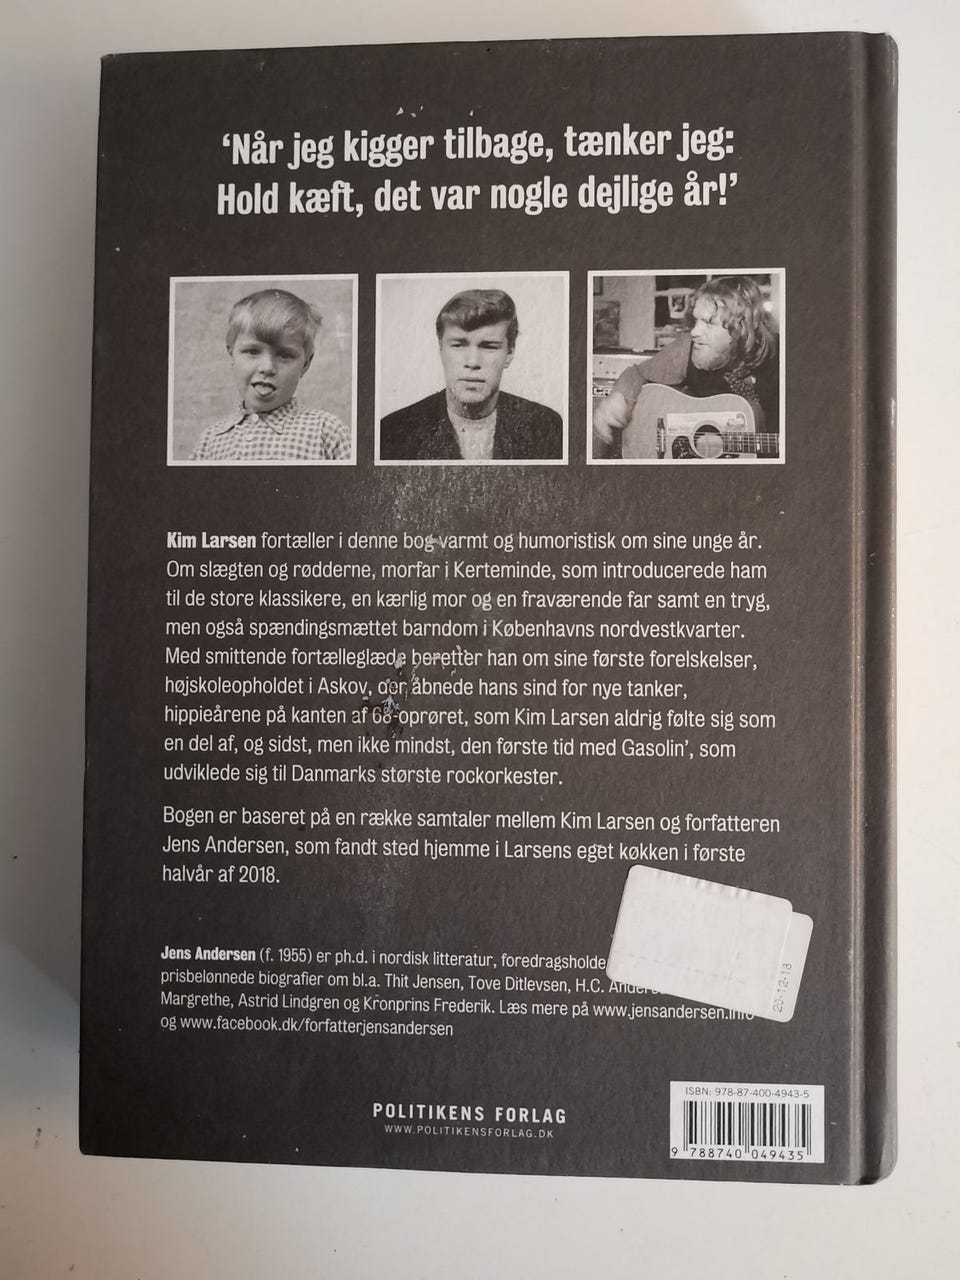 ‘Når jeg kigger tilbage, tænker jeg:
Hold kæft, det var nogle dejlige år!’
Kim Larsen fortæller i denne bog varmt og humoristisk om sine unge år.
Om slægten og rødderne, morfar i Kerteminde, som introducerede ham
til de store klassikere, en kærlig mor og en fraværende far samt en tryg,
men også spændingsmættet barndom i Københavns nordvestkvarter.
Med smittende fortælleglæde beretter han om sine første forelskelser,
højskoleopholdet i Askov, der åbnede hans sind for nye tanker,
hippieårene på kanten af 68-oprøret, som Kim Larsen aldrig følte sig som
en del af, og sidst, men ikke mindst, den første tid med Gasolin’, som
udviklede sig til Danmarks største rockorkester.
Bogen er baseret på en række samtaler mellem Kim Larsen og forfatteren
Jens Andersen, som fandt sted hjemme i Larsens eget køkken i første
halvår af 2018.
Jens Andersen (f. 1955) er ph.d. i nordisk litteratur, foredragsholde
prisbelønnede biografier om bl.a. Thit Jensen, Tove Ditlevsen, H.C.
Margrethe, Astrid Lindgren og Kronprins Frederik. Læs mere på www.jensandersen.info
og www.facebook.dk/forfatterjensandersen
20-12-18
POLITIKENS FORLAG
WWW.POLITIKENSFORLAG.DK
ISBN: 978-87-400-4943-5
9 788740 049435